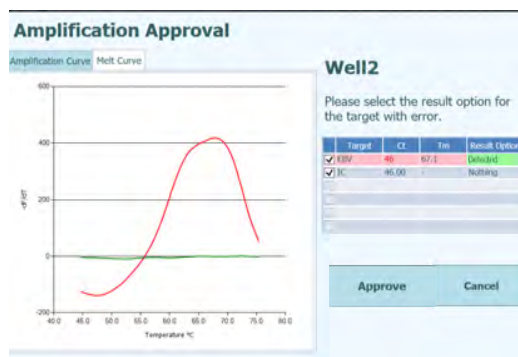 Amplification Approval
Amplification Curve Melt Curve
Well2
Please select the result option for
the target with error.
Target Ct Tm Result Option
EBV 46 67.1 Detected
IC 46.00 - Nothing
600
400
200
0
-200
-dF/dT
40.0 45.0 50.0 55.0 60.0 65.0 70.0 75.0 80.0
Temperature °C
Approve Cancel